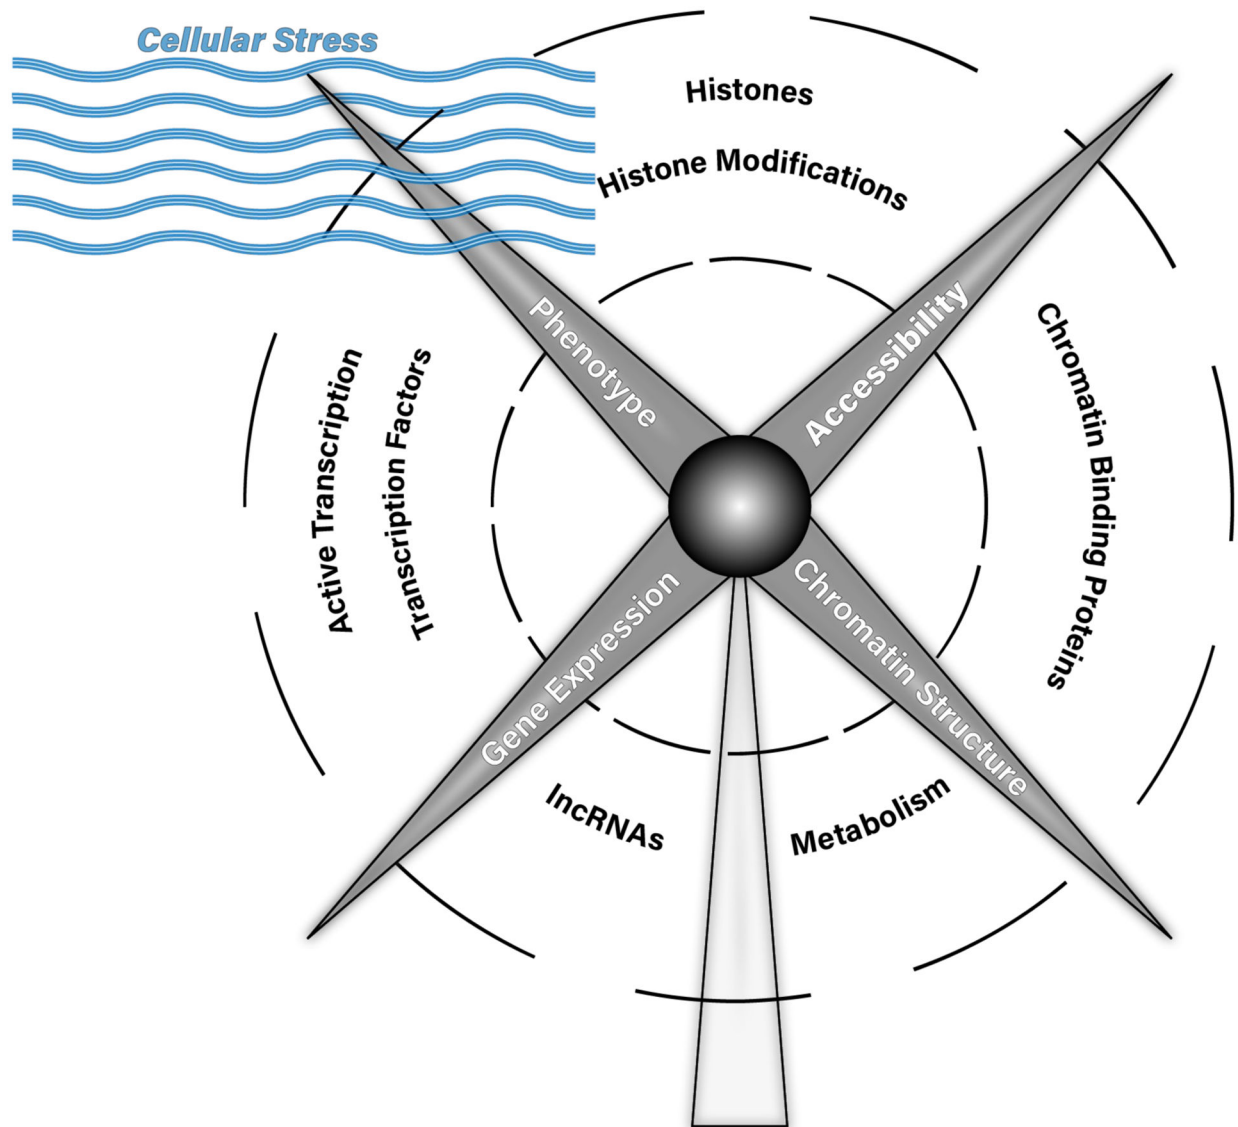 Cellular Stress
Histones
Histone Modifications
Phenotype
Accessibility
Chromatin Binding Proteins
Active Transcription
Transcription Factors
Gene Expression
Chromatin Structure
lncRNAs
Metabolism